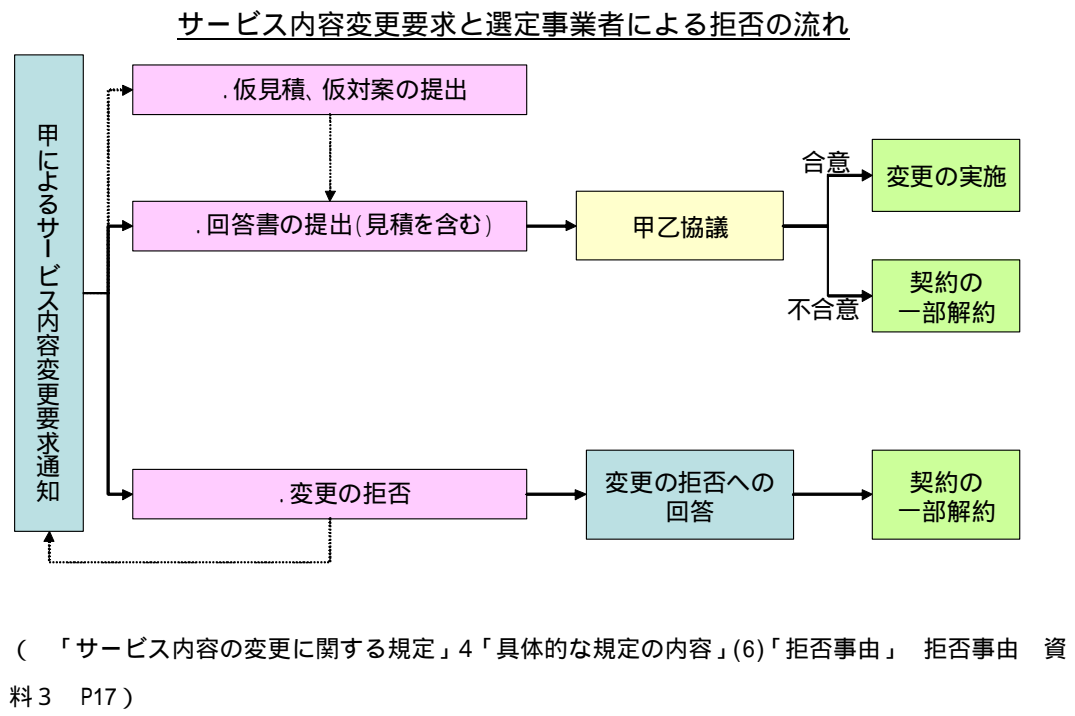 サービス内容変更要求と選定事業者による拒否の流れ
甲によるサービス内容変更要求通知
.仮見積、仮対案の提出
.回答書の提出(見積を含む)
甲乙協議
合意
変更の実施
不合意
契約の
一部解約
.変更の拒否
変更の拒否への
回答
契約の
一部解約
( 「サービス内容の変更に関する規定」4「具体的な規定の内容」(6)「拒否事由」 拒否事由 資
料3 P17)